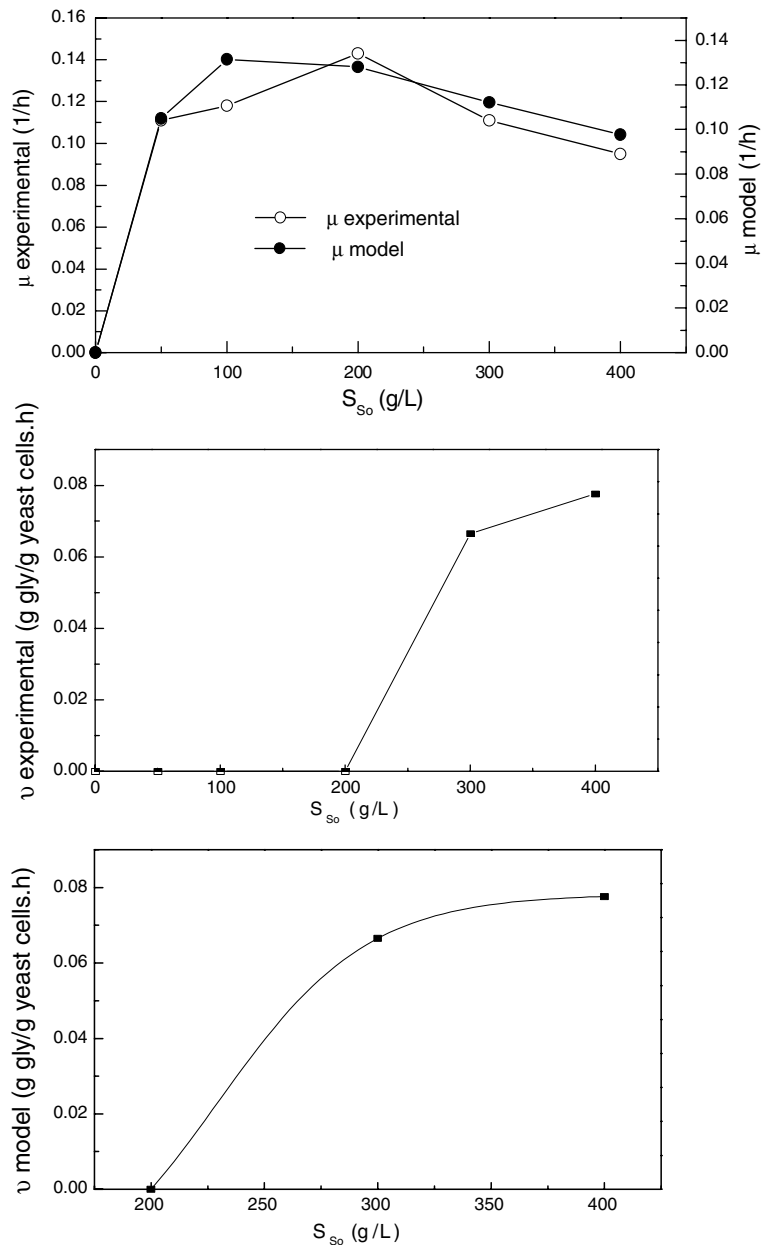 0.16
0.14
0.12
0.10
0.08
0.06
0.04
0.02
0.00
μ experimental (1/h)
0.14
0.12
0.10
0.08
0.06
0.04
0.02
0.00
μ model (1/h)
μ experimental
μ model
0 100 200 300 400
S_So (g/L)
0.08
0.06
0.04
0.02
0.00
υ experimental (g gly/g yeast cells.h)
0 100 200 300 400
S_So (g/L)
0.08
0.06
0.04
0.02
0.00
υ model (g gly/g yeast cells.h)
200 250 300 350 400
S_So (g/L)